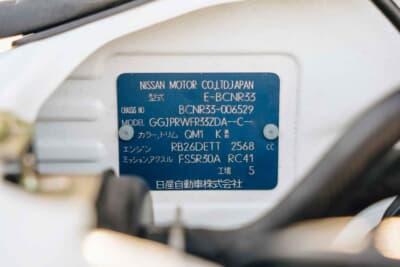 NISSAN MOTOR CO.,LTD.JAPAN
型式 E-BCNR33
CHASSIS NO BCNR33-006529
MODEL GGJPRWFR33ZDA--C--
カラー,トリム QM1 K
エンジン RB26DETT 2568 CC
ミッション,アクスル FS5R30A RC41
工場 5
日産自動車株式会社